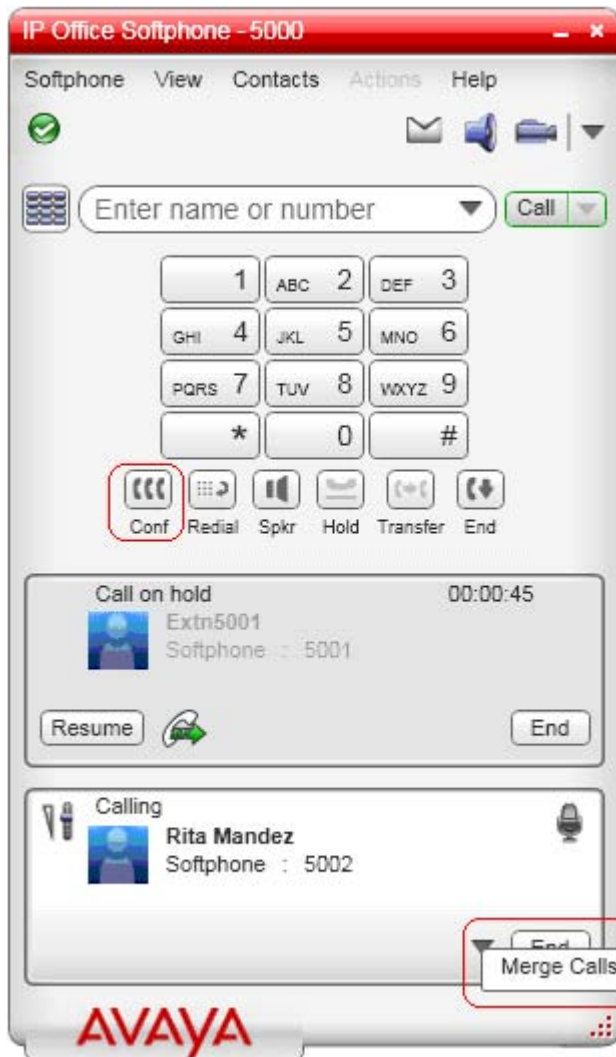 IP Office Softphone - 5000
Softphone View Contacts Actions Help
Enter name or number Call
1 ABC 2 DEF 3
GHI 4 JKL 5 MNO 6
PQRS 7 TUV 8 WXYZ 9
* 0 #
Conf Redial Spkr Hold Transfer End
Call on hold 00:00:45
Extn5001
Softphone : 5001
Resume End
Calling
Rita Mandez
Softphone : 5002
End
Merge Calls
AVAYA